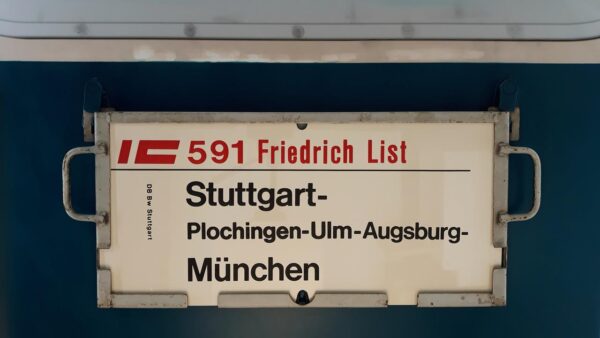 IC 591 Friedrich List
Stuttgart-
Plochingen-Ulm-Augsburg-
München
DB Bw Stuttgart